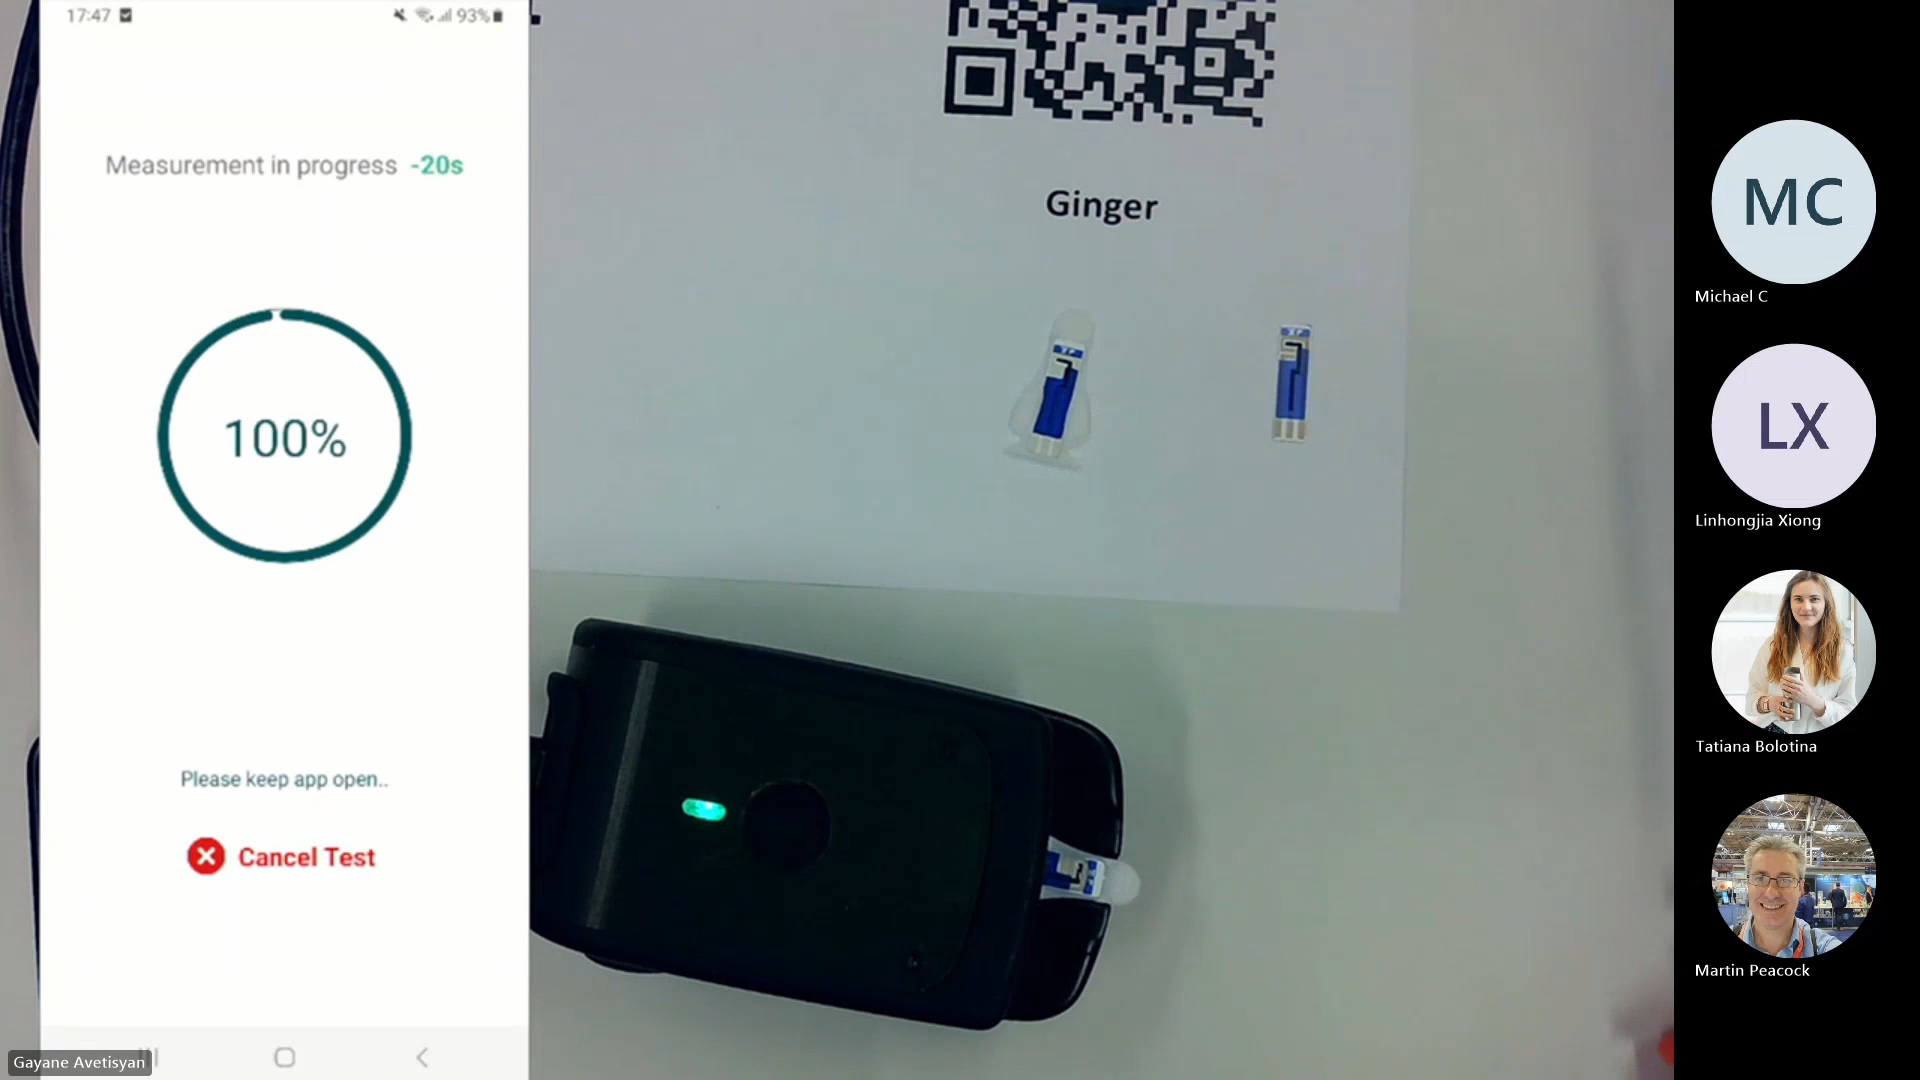 17:47
93%
Measurement in progress -20s
100%
Please keep app open..
Cancel Test
Gayane Avetisyan
Ginger
MC
Michael C
LX
Linhongjia Xiong
Tatiana Bolotina
Martin Peacock